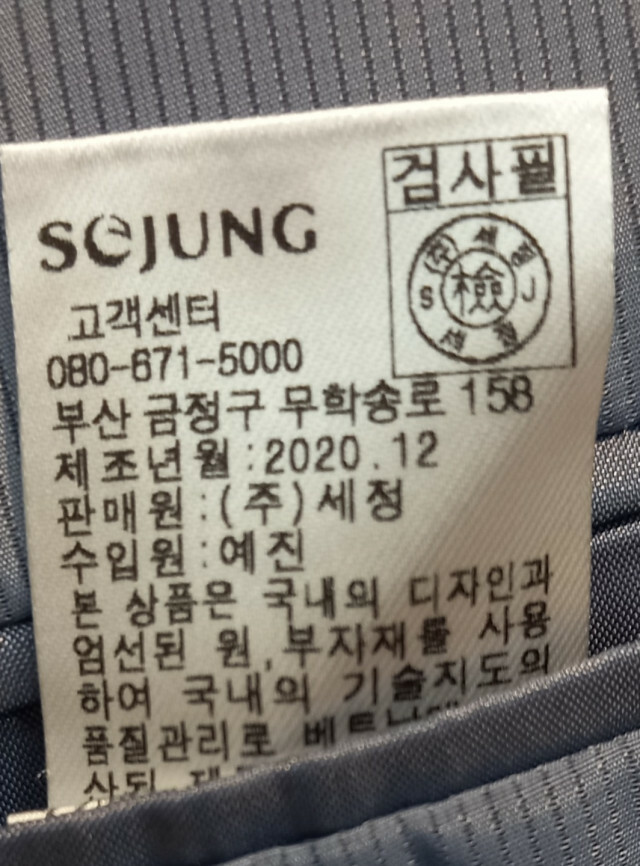 검사필
SeJUNG
(주) 세정
S 檢 J
세정
고객센터
080-671-5000
부산 금정구 무학송로 158
제조년월:2020.12
판매원:(주)세정
수입원:예진
본 상품은 국내의 디자인과
엄선된 원,부자재를 사용
하여 국내의 기술지도의
품질관리로